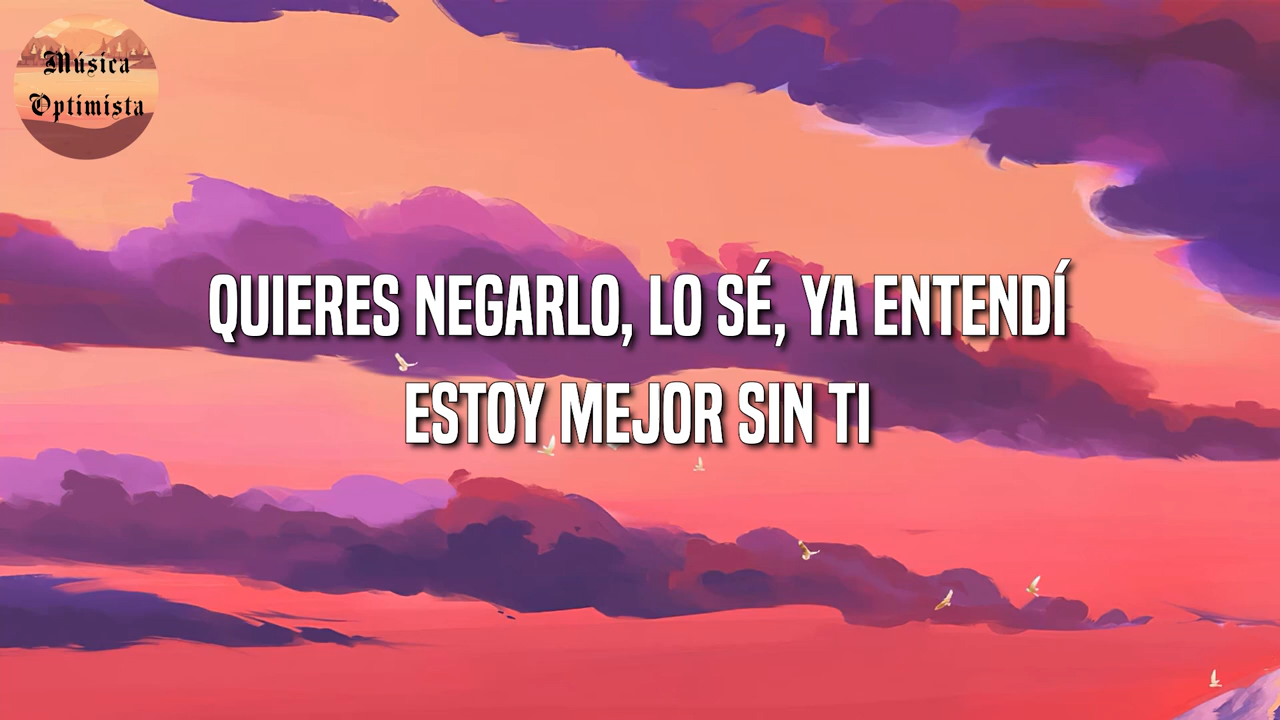 Música
Optimista
QUIERES NEGARLO, LO SÉ, YA ENTENDÍ
ESTOY MEJOR SIN TI